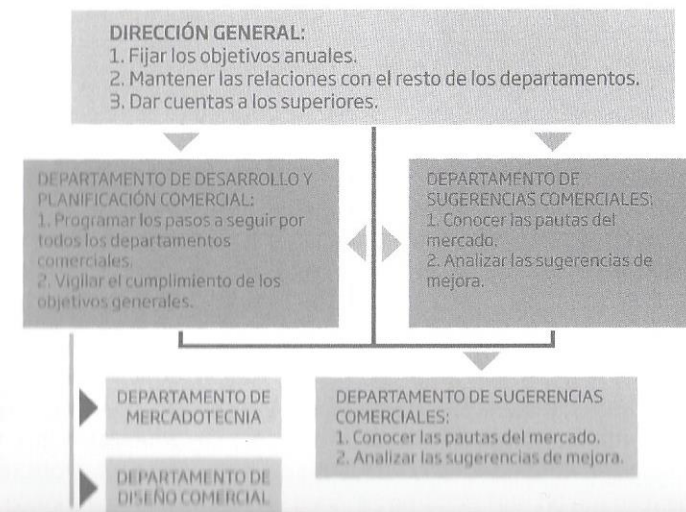 DIRECCIÓN GENERAL:
1. Fijar los objetivos anuales.
2. Mantener las relaciones con el resto de los departamentos.
3. Dar cuentas a los superiores.
DEPARTAMENTO DE DESARROLLO Y
PLANIFICACIÓN COMERCIAL:
1. Programar los pasos a seguir por
todos los departamentos
comerciales.
2. Vigilar el cumplimiento de los
objetivos generales.
DEPARTAMENTO DE
SUGERENCIAS COMERCIALES:
1. Conocer las pautas del
mercado.
2. Analizar las sugerencias de
mejora.
DEPARTAMENTO DE
MERCADOTECNIA
DEPARTAMENTO DE
DISEÑO COMERCIAL
DEPARTAMENTO DE SUGERENCIAS
COMERCIALES:
1. Conocer las pautas del mercado.
2. Analizar las sugerencias de mejora.